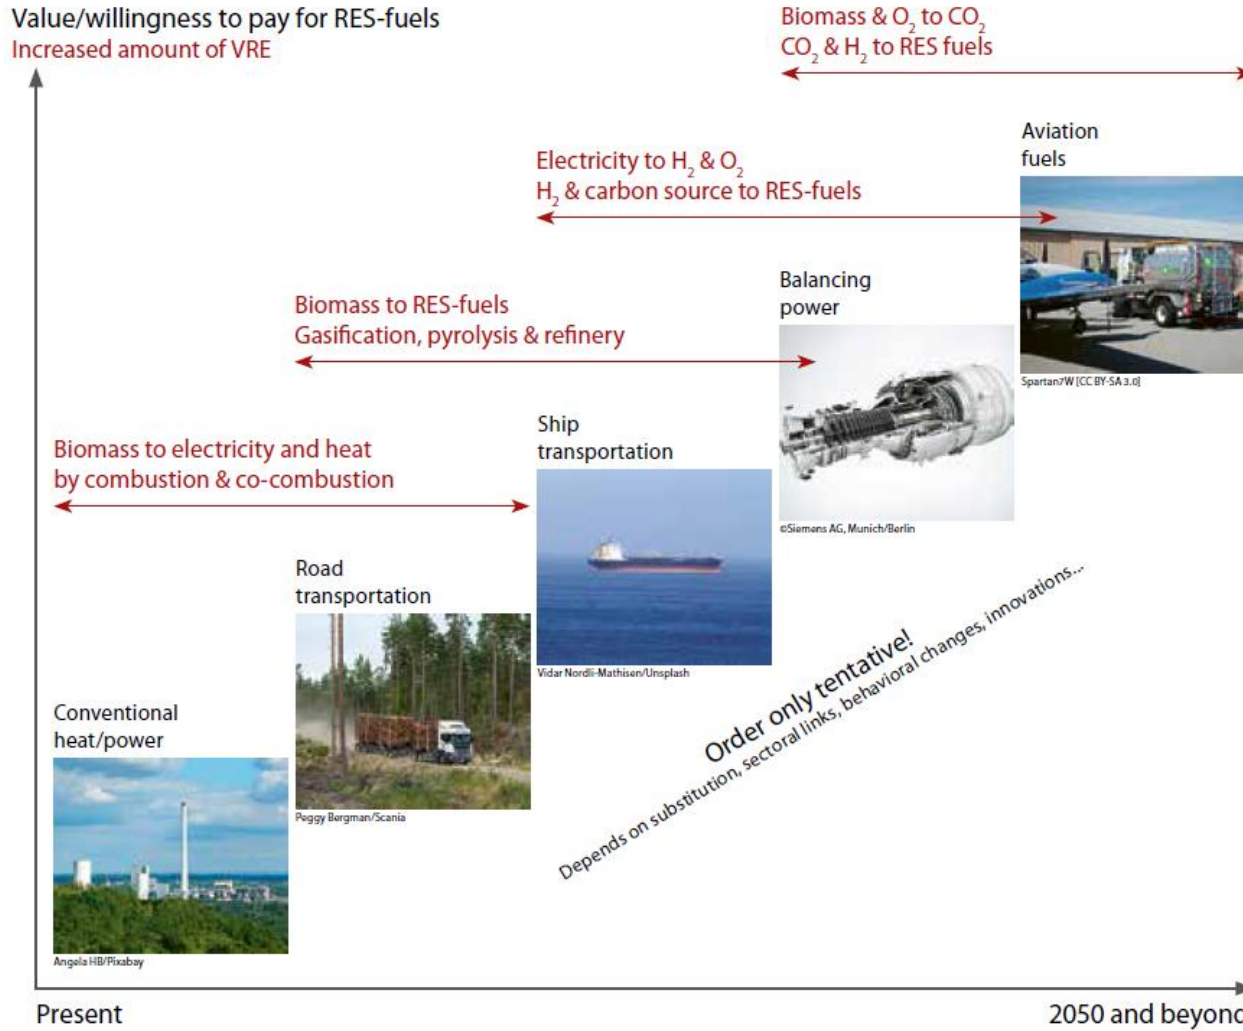 Value/willingness to pay for RES-fuels
Increased amount of VRE
Biomass & O₂ to CO₂
CO₂ & H₂ to RES fuels
Aviation
fuels
Electricity to H₂ & O₂
H₂ & carbon source to RES-fuels
Spartan7W [CC BY-SA 3.0]
Balancing
power
Biomass to RES-fuels
Gasification, pyrolysis & refinery
©Siemens AG, Munich/Berlin
Ship
transportation
Biomass to electricity and heat
by combustion & co-combustion
Vidar Nordli-Mathisen/Unsplash
Road
transportation
Peggy Bergman/Scania
Order only tentative!
Depends on substitution, sectoral links, behavioral changes, innovations...
Conventional
heat/power
Angela HB/Pixabay
Present
2050 and beyond